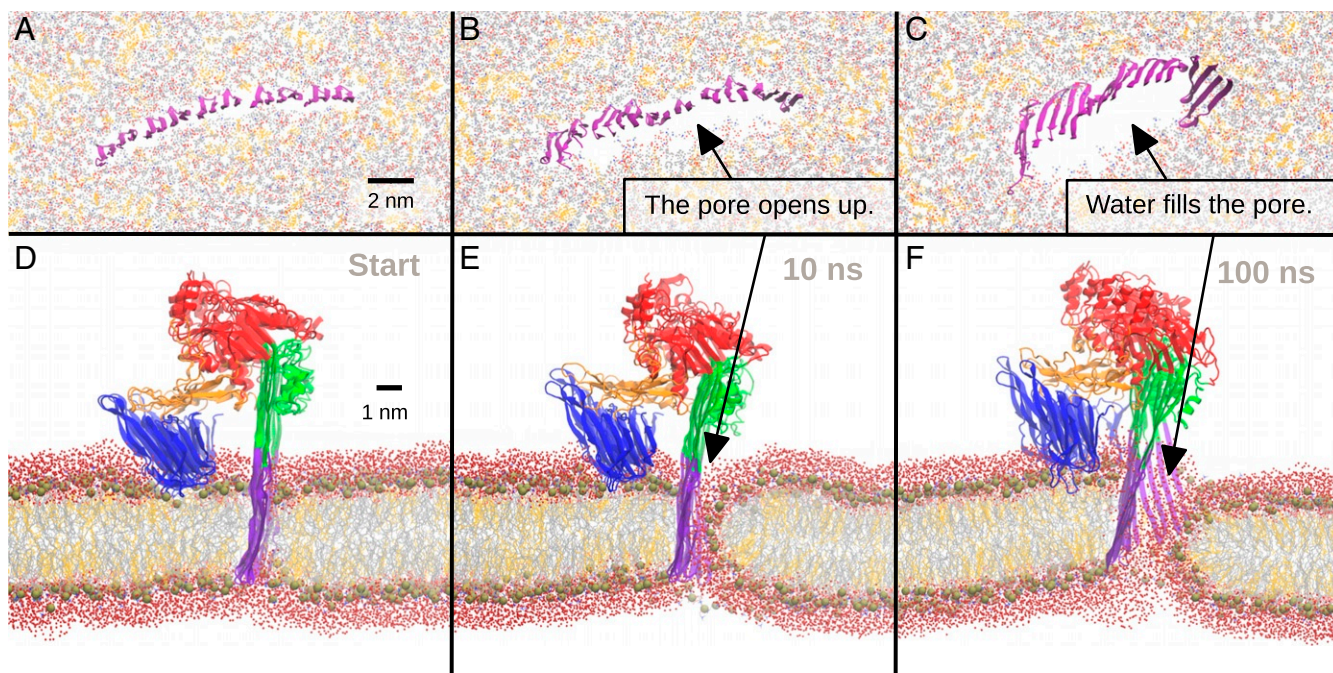 A
B
C
2 nm
The pore opens up.
Water fills the pore.
D
Start
E
10 ns
F
100 ns
1 nm